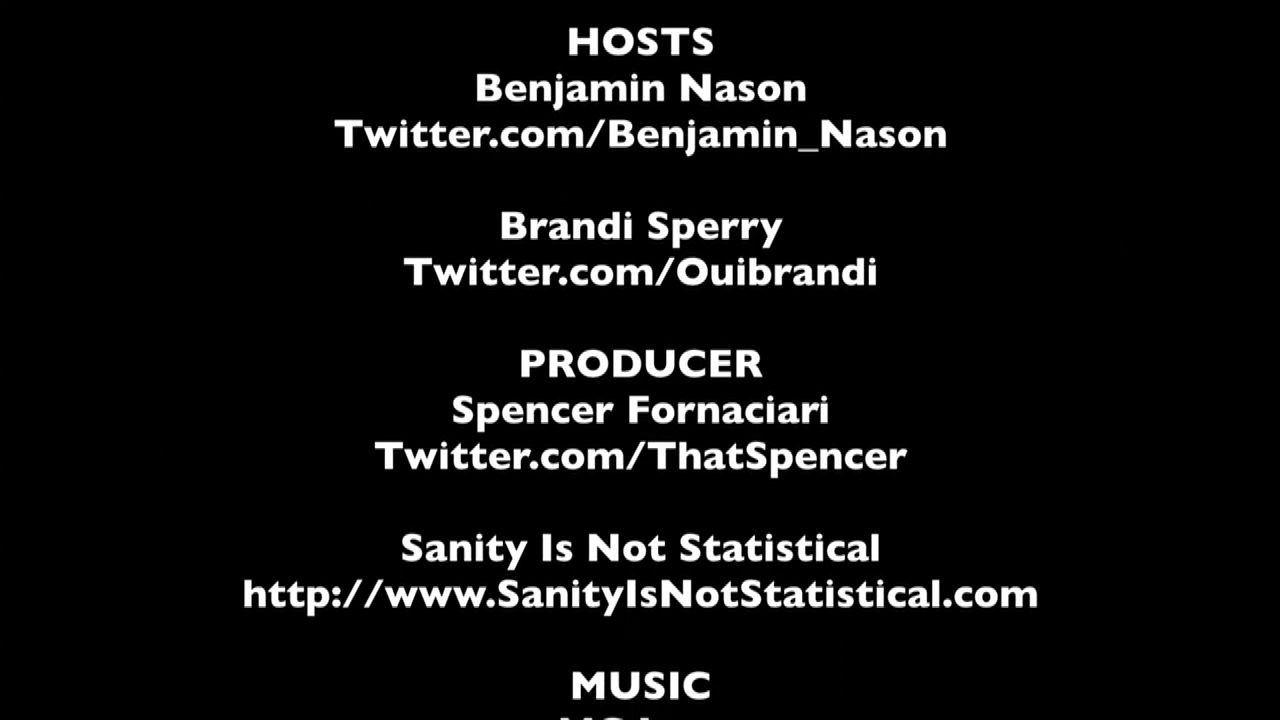 HOSTS
Benjamin Nason
Twitter.com/Benjamin_Nason
Brandi Sperry
Twitter.com/Ouibrandi
PRODUCER
Spencer Fornaciari
Twitter.com/ThatSpencer
Sanity Is Not Statistical
http://www.SanityIsNotStatistical.com
MUSIC